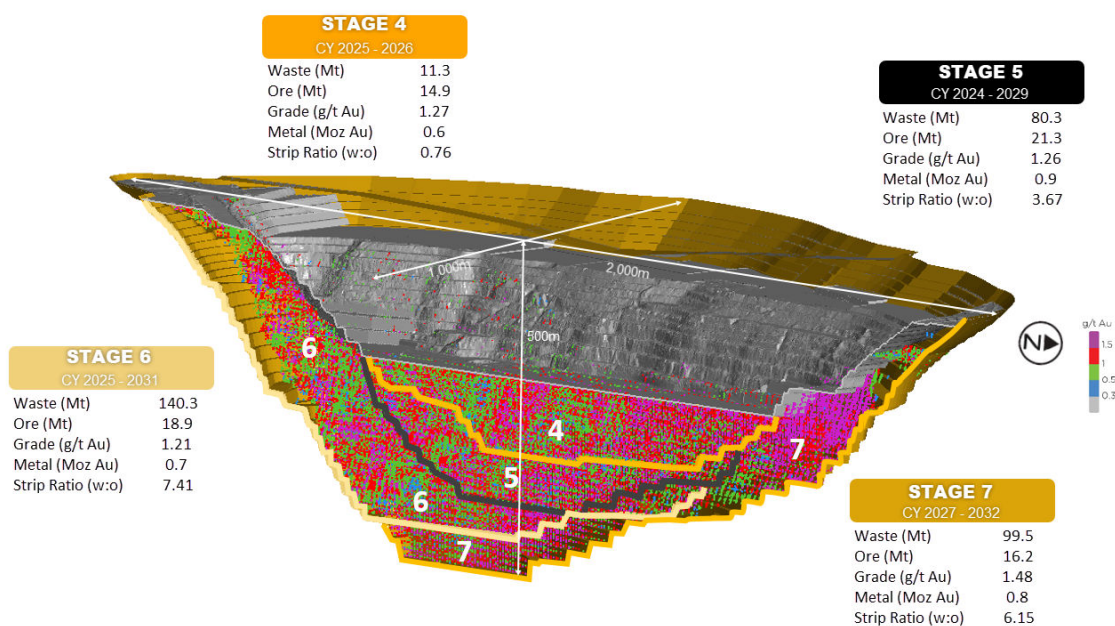 STAGE 4
CY 2025 - 2026
Waste (Mt) 11.3
Ore (Mt) 14.9
Grade (g/t Au) 1.27
Metal (Moz Au) 0.6
Strip Ratio (w:o) 0.76
STAGE 5
CY 2024 - 2029
Waste (Mt) 80.3
Ore (Mt) 21.3
Grade (g/t Au) 1.26
Metal (Moz Au) 0.9
Strip Ratio (w:o) 3.67
1,000m
2,000m
500m
N
g/t Au
1.5
1
0.5
0.3
6
4
7
5
6
7
STAGE 6
CY 2025 - 2031
Waste (Mt) 140.3
Ore (Mt) 18.9
Grade (g/t Au) 1.21
Metal (Moz Au) 0.7
Strip Ratio (w:o) 7.41
STAGE 7
CY 2027 - 2032
Waste (Mt) 99.5
Ore (Mt) 16.2
Grade (g/t Au) 1.48
Metal (Moz Au) 0.8
Strip Ratio (w:o) 6.15